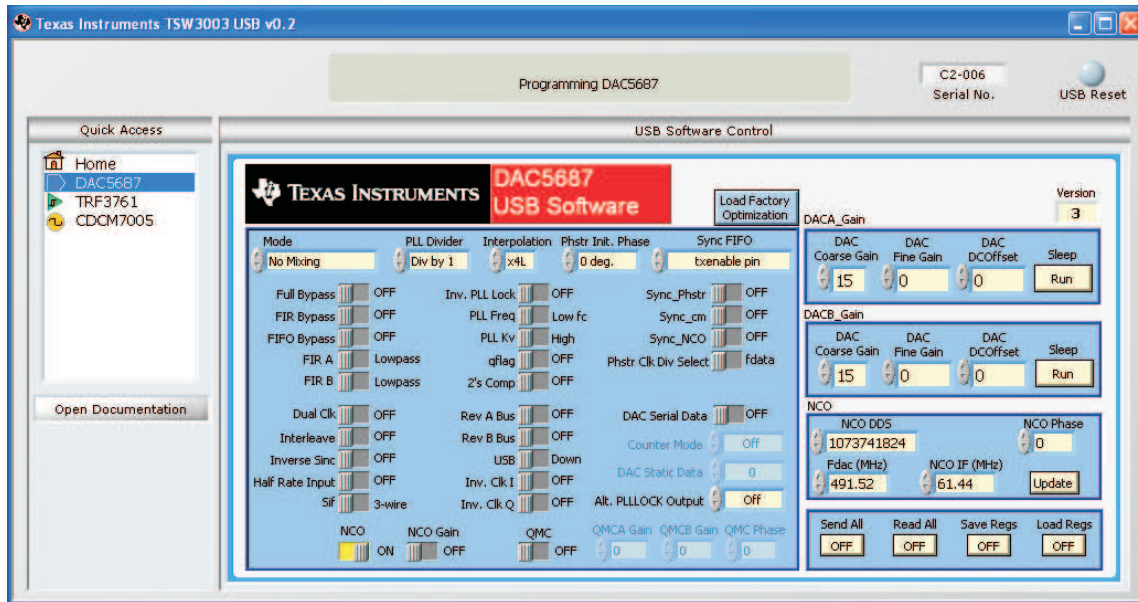 Texas Instruments TSW3003 USB v0.2
Programming DAC5687
C2-006
Serial No.
USB Reset
Quick Access
Home
DAC5687
TRF3761
CDCM7005
Open Documentation
USB Software Control
TEXAS INSTRUMENTS
DAC5687
USB Software
Load Factory
Optimization
Version
3
Mode PLL Divider Interpolation Phstr Init. Phase Sync FIFO
No Mixing Div by 1 x4L 0 deg. txenable pin
Full Bypass OFF Inv. PLL Lock OFF Sync_Phstr OFF
FIR Bypass OFF PLL Freq Low fc Sync_cm OFF
FIFO Bypass OFF PLL Kv High Sync_NCO OFF
FIR A Lowpass qflag OFF Phstr Clk Div Select fdata
FIR B Lowpass 2's Comp OFF
Dual Clk OFF Rev A Bus OFF DAC Serial Data OFF
Interleave OFF Rev B Bus OFF Counter Mode Off
Inverse Sinc OFF USB Down DAC Static Data 0
Half Rate Input OFF Inv. Clk I OFF Alt. PLLLOCK Output Off
Sif 3-wire Inv. Clk Q OFF
NCO NCO Gain QMC QMCA Gain QMCB Gain QMC Phase
ON OFF OFF 0 0 0
DACA_Gain
DAC DAC DAC
Coarse Gain Fine Gain DCOffset Sleep
15 0 0 Run
DACB_Gain
DAC DAC DAC
Coarse Gain Fine Gain DCOffset Sleep
15 0 0 Run
NCO
NCO DDS NCO Phase
1073741824 0
Fdac (MHz) NCO IF (MHz)
491.52 61.44 Update
Send All Read All Save Regs Load Regs
OFF OFF OFF OFF